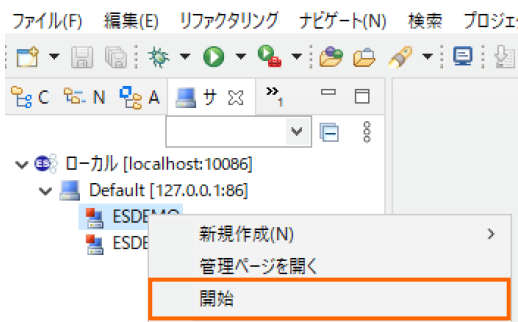 ファイル(F) 編集(E) リファクタリング ナビゲート(N) 検索 プロジェ
C N A サ 1
ローカル [localhost:10086]
Default [127.0.0.1:86]
ESDEMO
ESDE
新規作成(N)
管理ページを開く
開始